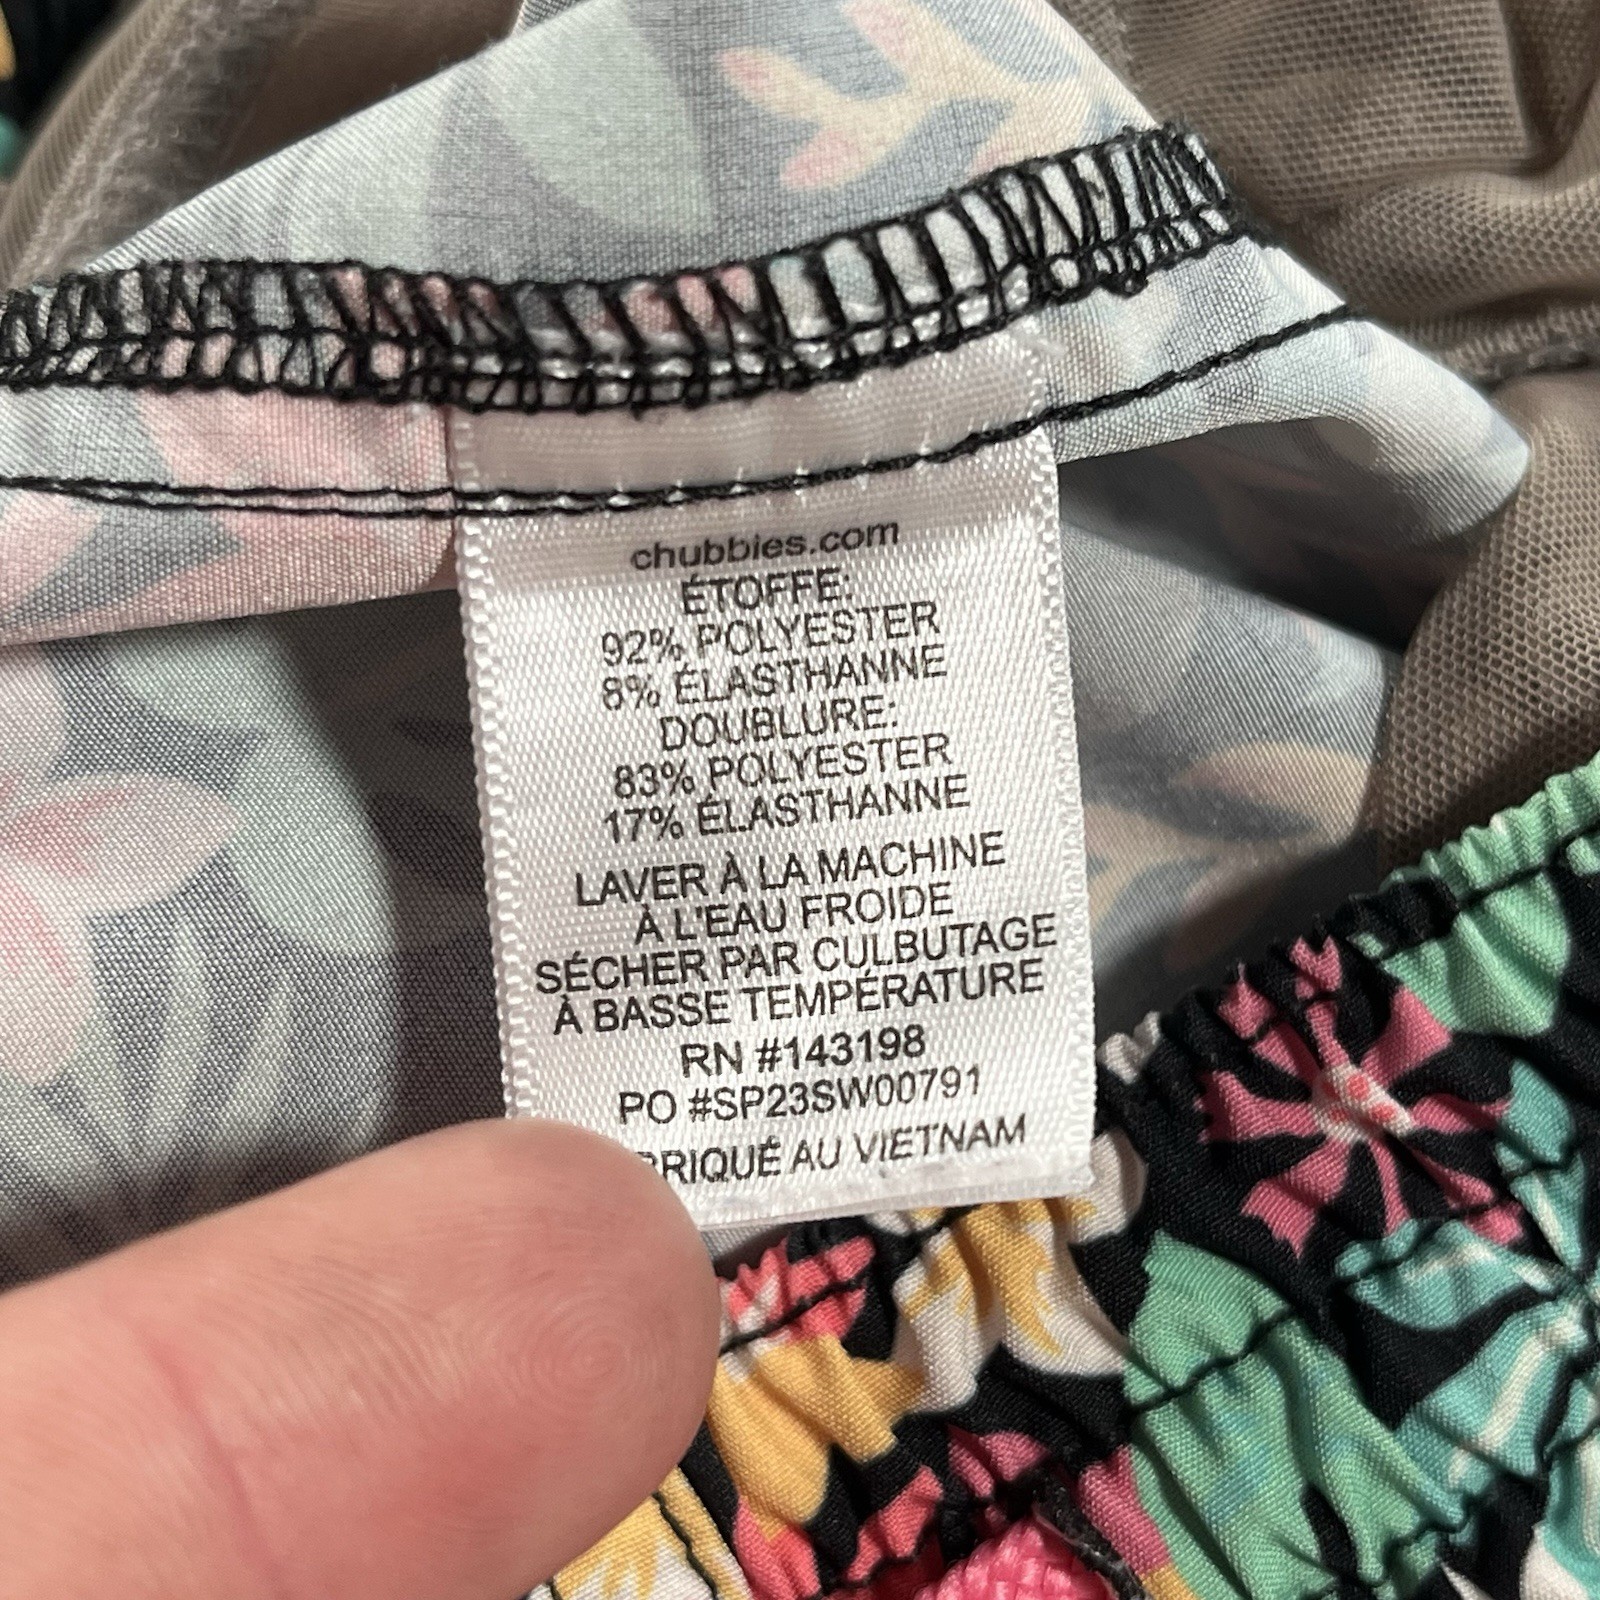 chubbies.com
ÉTOFFE:
92% POLYESTER
8% ÉLASTHANNE
DOUBLURE:
83% POLYESTER
17% ÉLASTHANNE
LAVER À LA MACHINE
À L'EAU FROIDE
SÉCHER PAR CULBUTAGE
À BASSE TEMPÉRATURE
RN #143198
PO #SP23SW00791
AU VIETNAM